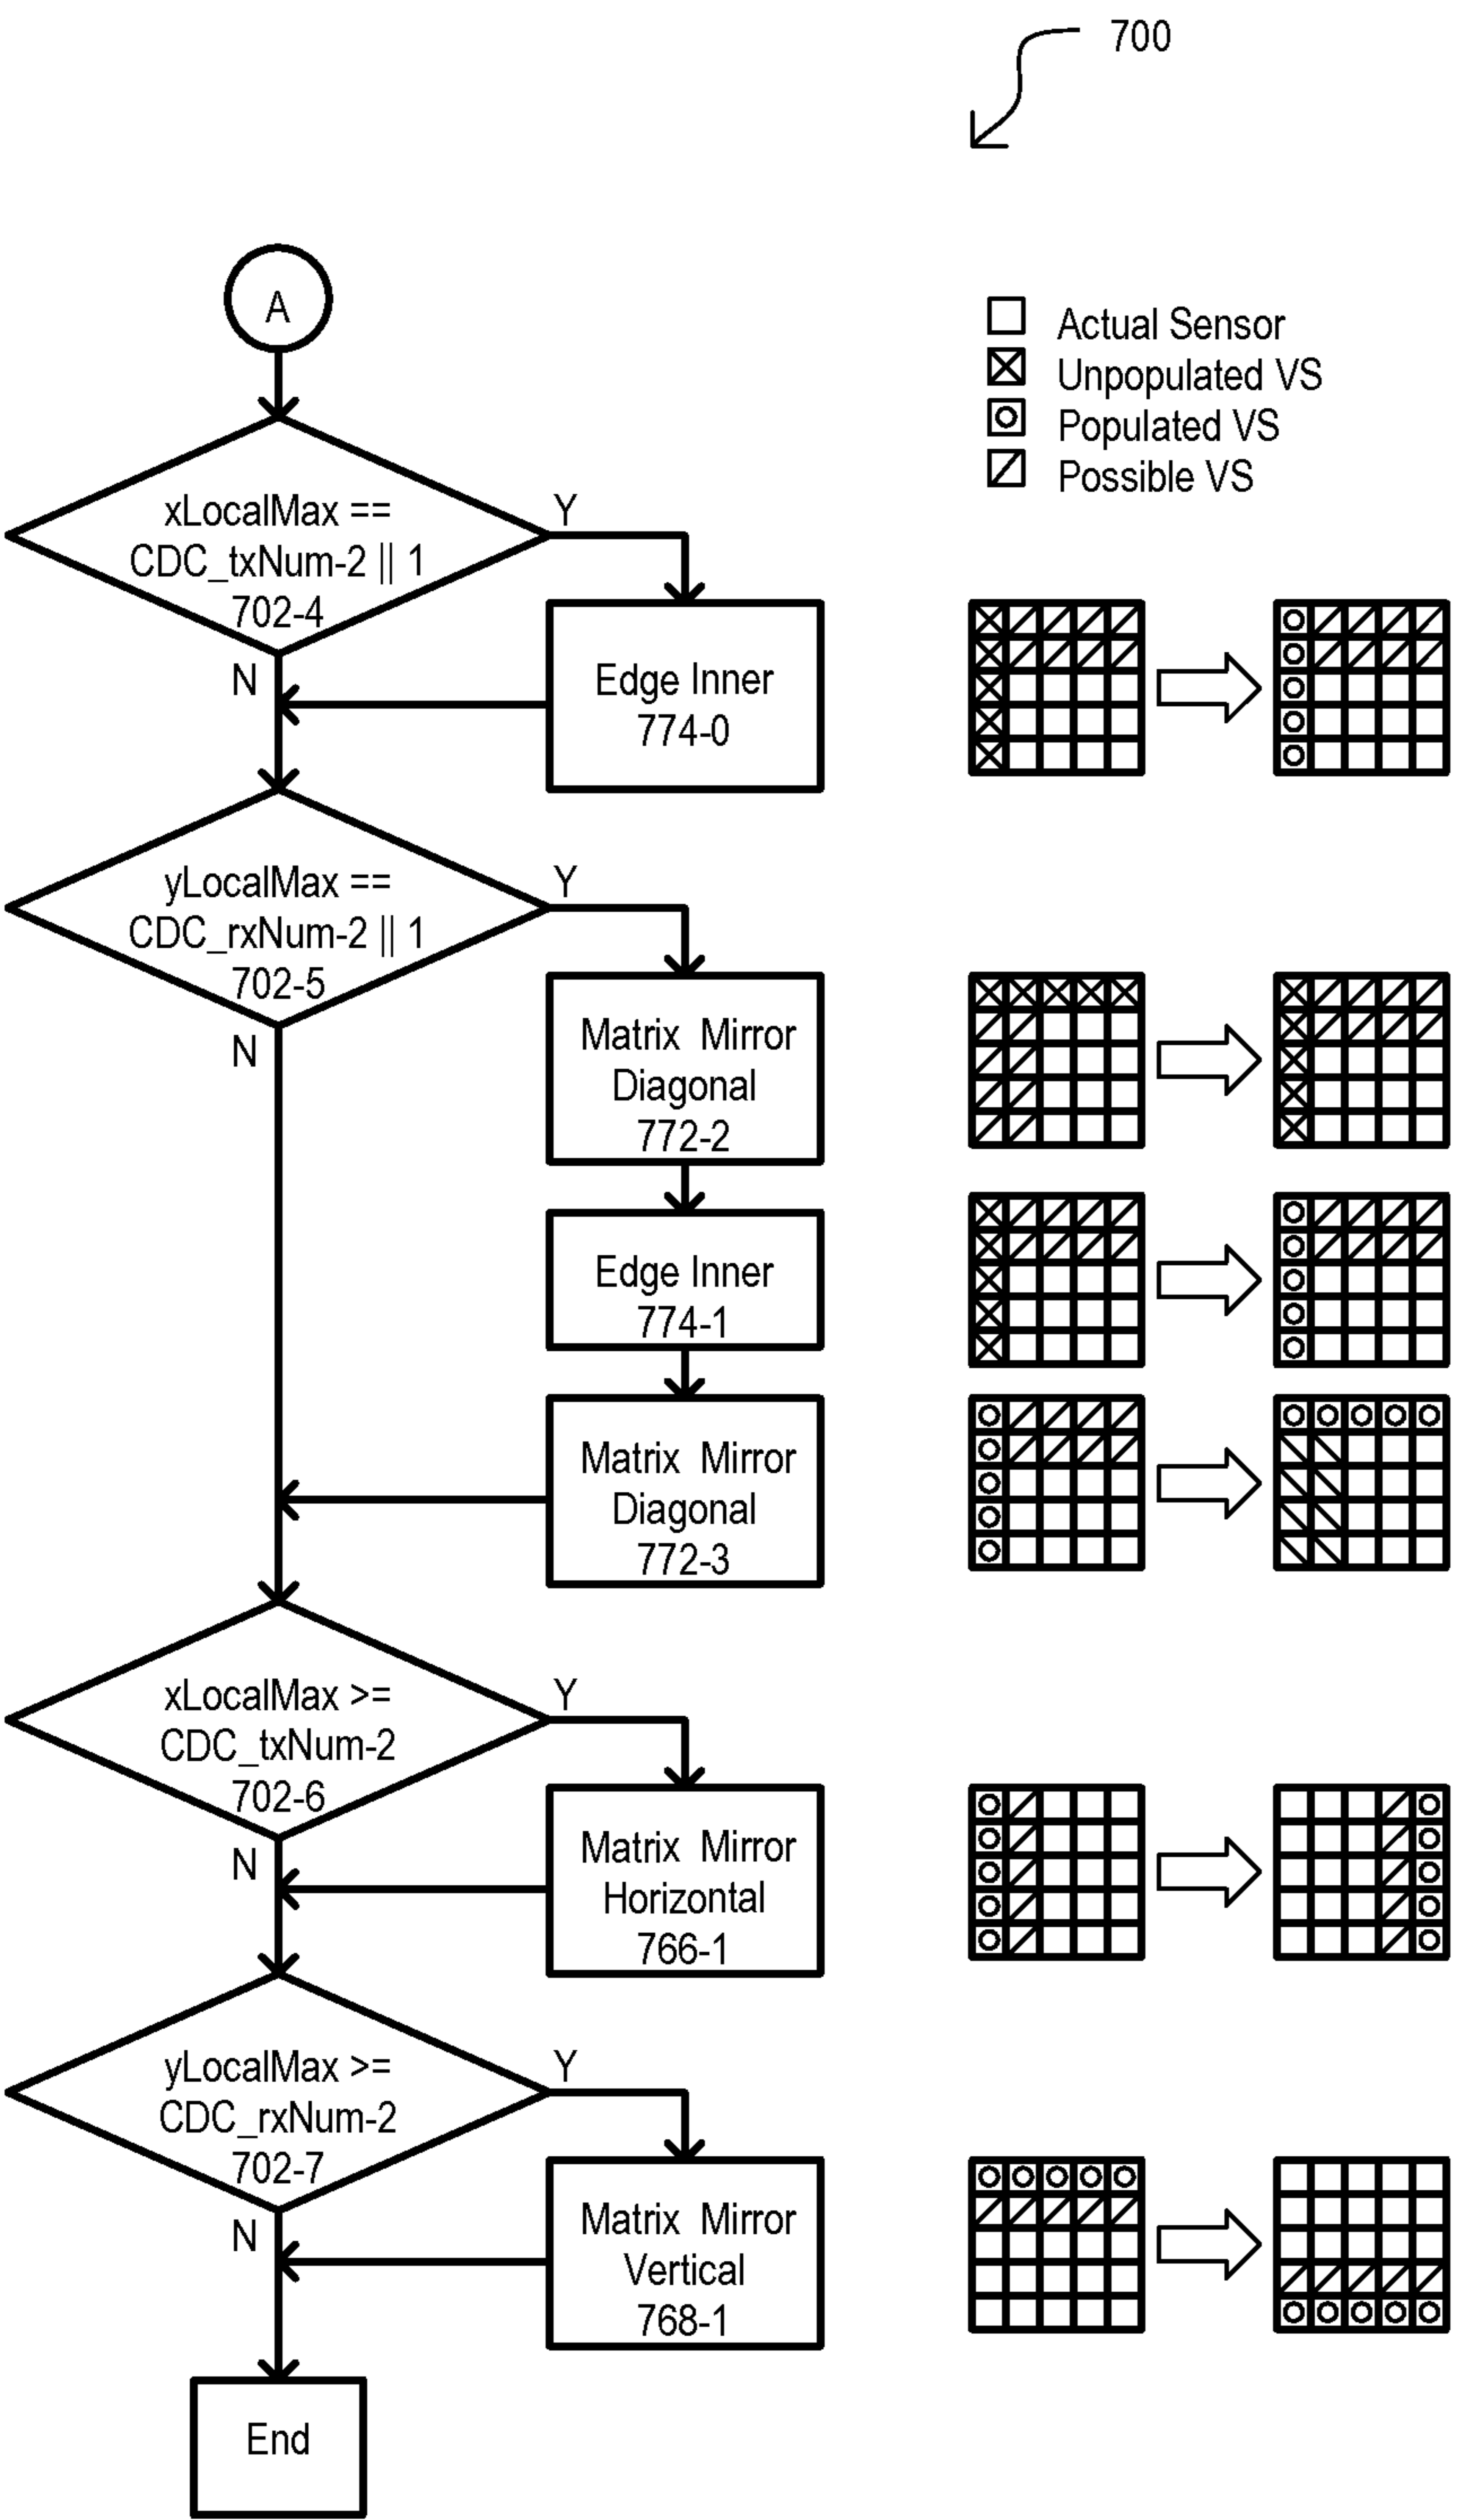 700
A
Actual Sensor
Unpopulated VS
Populated VS
Possible VS
xLocalMax ==
CDC_txNum-2 || 1
702-4
Y
N
Edge Inner
774-0
yLocalMax ==
CDC_rxNum-2 || 1
702-5
Y
N
Matrix Mirror
Diagonal
772-2
Edge Inner
774-1
Matrix Mirror
Diagonal
772-3
xLocalMax >=
CDC_txNum-2
702-6
Y
N
Matrix Mirror
Horizontal
766-1
yLocalMax >=
CDC_rxNum-2
702-7
Y
N
Matrix Mirror
Vertical
768-1
End